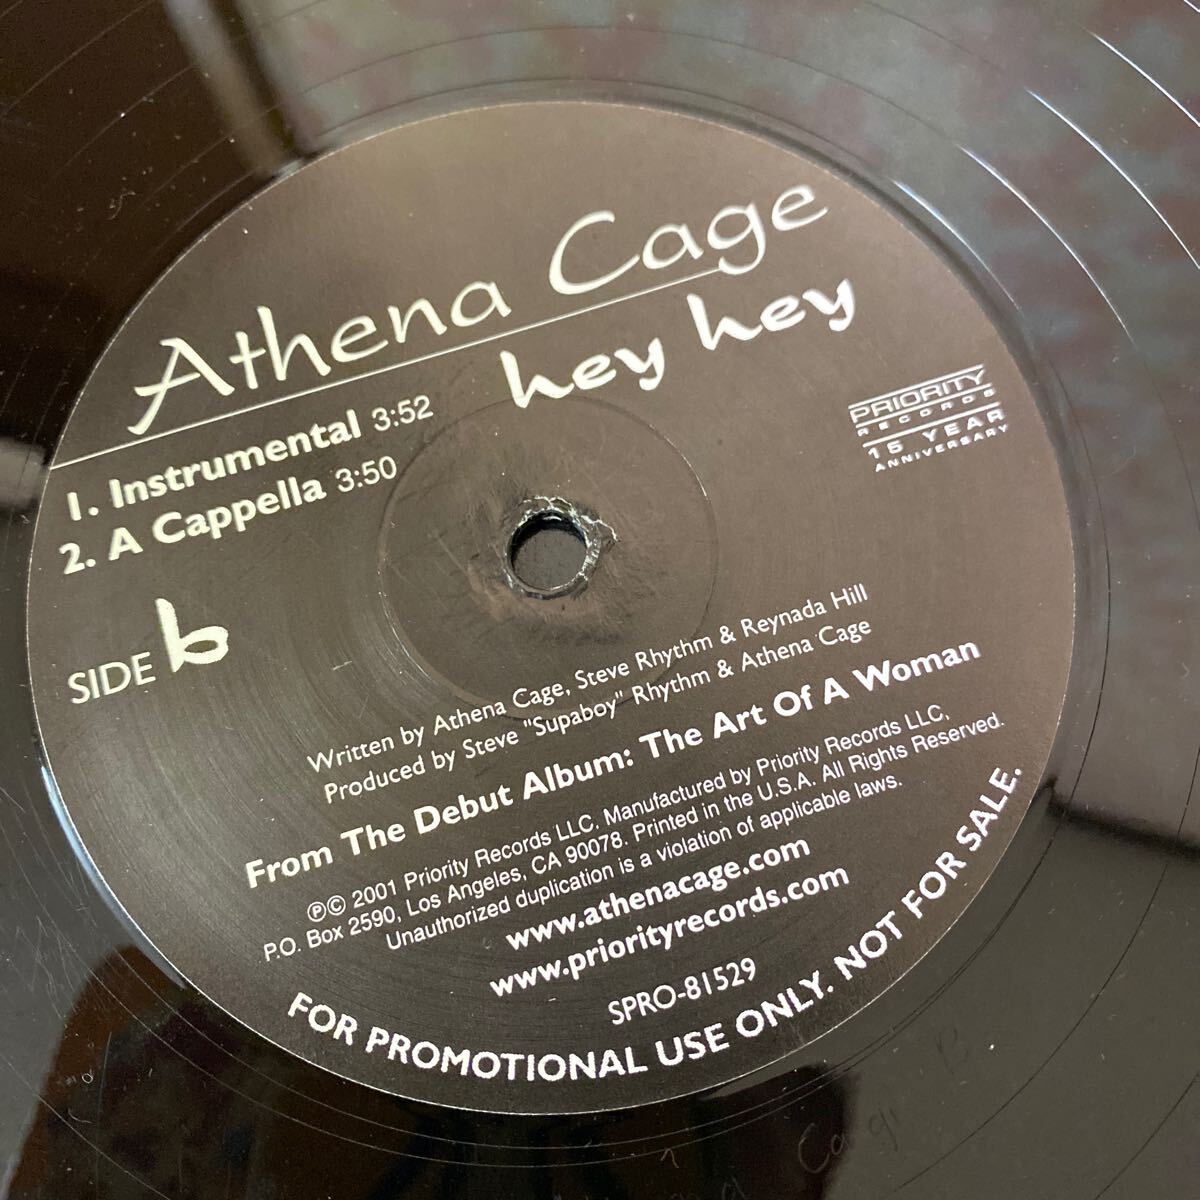 Athena Cage
hey hey
1. Instrumental 3:52
2. A Cappella 3:50
PRIORITY
RECORDS
15 YEAR
ANNIVERSARY
SIDE b
Written by Athena Cage, Steve Rhythm & Reynada Hill
Produced by Steve "Supaboy" Rhythm & Athena Cage
From The Debut Album: The Art Of A Woman
℗© 2001 Priority Records LLC. Manufactured by Priority Records LLC,
P.O. Box 2590, Los Angeles, CA 90078. Printed in the U.S.A. All Rights Reserved.
Unauthorized duplication is a violation of applicable laws.
www.athenacage.com
www.priorityrecords.com
SPRO-81529
FOR PROMOTIONAL USE ONLY. NOT FOR SALE.